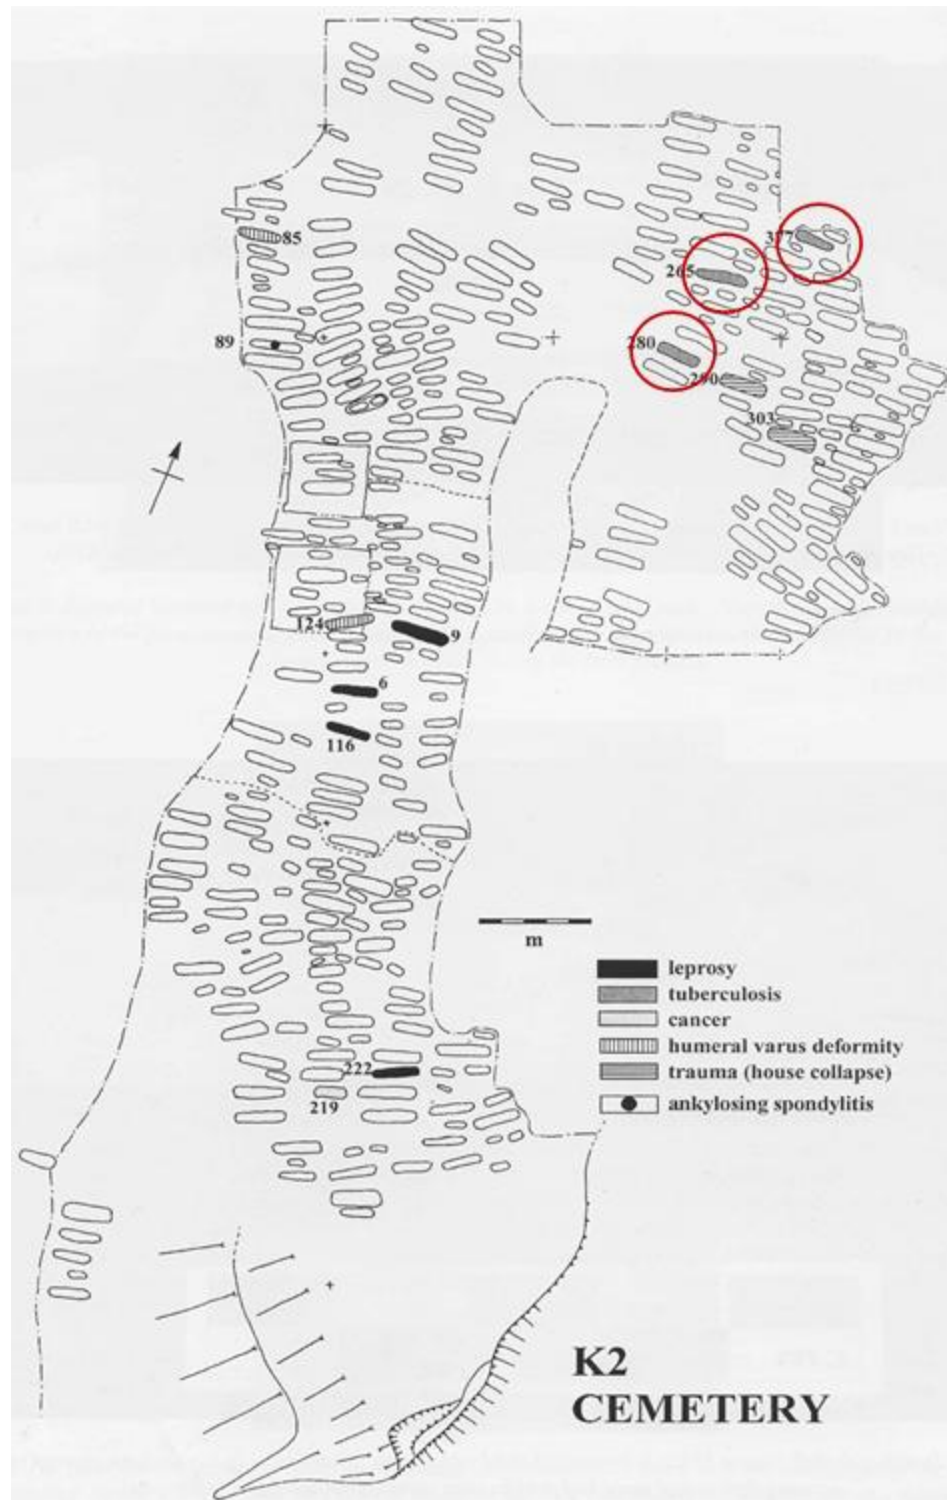 85
377
265
89
280
290
303
124
9
6
116
m
leprosy
tuberculosis
cancer
humeral varus deformity
trauma (house collapse)
ankylosing spondylitis
222
219
K2
CEMETERY